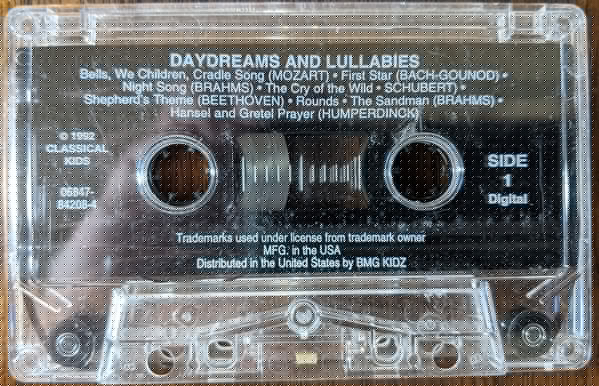 DAYDREAMS AND LULLABIES
Bells, We Children, Cradle Song (MOZART) • First Star (BACH-GOUNOD) •
Night Song (BRAHMS) • The Cry of the Wild • SCHUBERT) •
Shepherd's Theme (BEETHOVEN) • Rounds • The Sandman (BRAHMS) •
Hansel and Gretel Prayer (HUMPERDINCK)
© 1992
CLASSICAL
KIDS
06847-
84208-4
SIDE
1
Digital
Trademarks used under license from trademark owner
MFG. in the USA
Distributed in the United States by BMG KIDZ